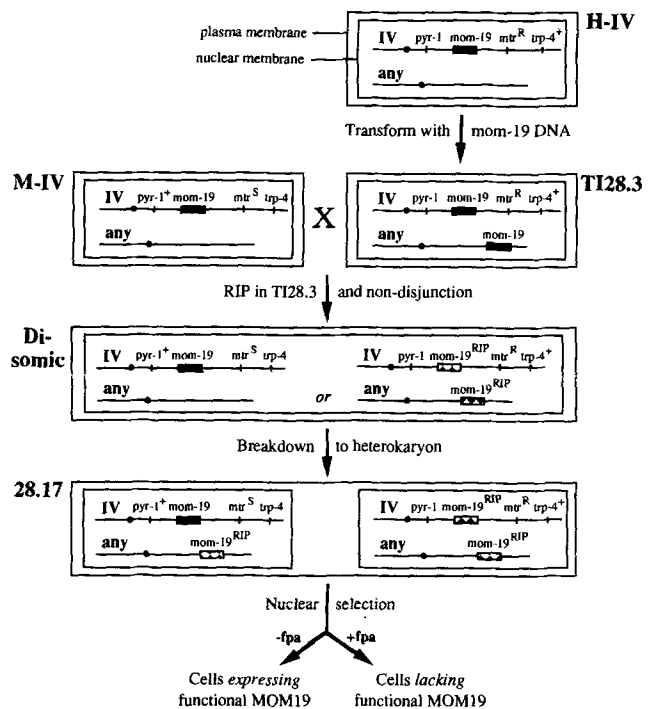 H-IV
plasma membrane
nuclear membrane
IV pyr-1 mom-19 mtr R trp-4 +
any
Transform with mom-19 DNA
M-IV
TI28.3
IV pyr-1 + mom-19 mtr S trp-4
any
X
IV pyr-1 mom-19 mtr R trp-4 +
any mom-19
RIP in TI28.3 and non-disjunction
Di-
somic
IV pyr-1 + mom-19 mtr S trp-4
any
or
IV pyr-1 mom-19 RIP mtr R trp-4 +
any mom-19 RIP
Breakdown to heterokaryon
28.17
IV pyr-1 + mom-19 mtr S trp-4
any mom-19 RIP
IV pyr-1 mom-19 RIP mtr R trp-4 +
any mom-19 RIP
Nuclear selection
-fpa +fpa
Cells expressing
functional MOM19
Cells lacking
functional MOM19